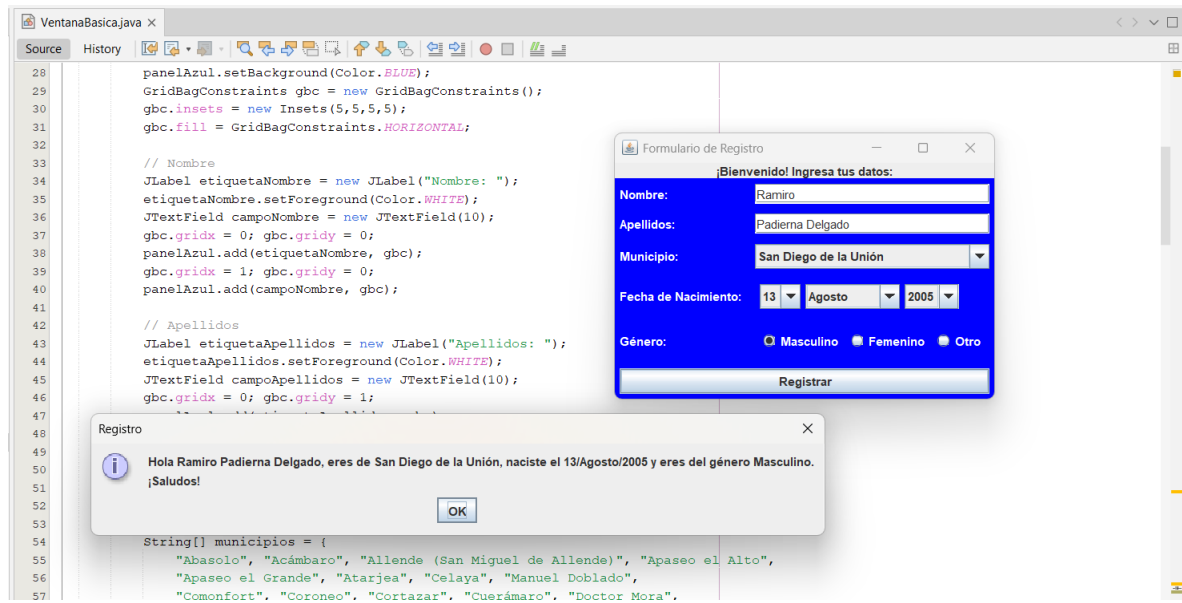 VentanaBasica.java
Source History
28 panelAzul.setBackground(Color.BLUE);
29 GridBagConstraints gbc = new GridBagConstraints();
30 gbc.insets = new Insets(5,5,5,5);
31 gbc.fill = GridBagConstraints.HORIZONTAL;
32
33 // Nombre
34 JLabel etiquetaNombre = new JLabel("Nombre: ");
35 etiquetaNombre.setForeground(Color.WHITE);
36 JTextField campoNombre = new JTextField(10);
37 gbc.gridx = 0; gbc.gridy = 0;
38 panelAzul.add(etiquetaNombre, gbc);
39 gbc.gridx = 1; gbc.gridy = 0;
40 panelAzul.add(campoNombre, gbc);
41
42 // Apellidos
43 JLabel etiquetaApellidos = new JLabel("Apellidos: ");
44 etiquetaApellidos.setForeground(Color.WHITE);
45 JTextField campoApellidos = new JTextField(10);
46 gbc.gridx = 0; gbc.gridy = 1;
47
48
49
50
51
52
53
54 String[] municipios = {
55 "Abasolo", "Acámbaro", "Allende (San Miguel de Allende)", "Apaseo el Alto",
56 "Apaseo el Grande", "Atarjea", "Celaya", "Manuel Doblado",
57 "Comonfort", "Coroneo", "Cortazar", "Cuerámaro", "Doctor Mora",
Formulario de Registro
¡Bienvenido! Ingresa tus datos:
Nombre: Ramiro
Apellidos: Padierna Delgado
Municipio: San Diego de la Unión
Fecha de Nacimiento: 13 Agosto 2005
Género: Masculino Femenino Otro
Registrar
Registro
Hola Ramiro Padierna Delgado, eres de San Diego de la Unión, naciste el 13/Agosto/2005 y eres del género Masculino.
¡Saludos!
OK